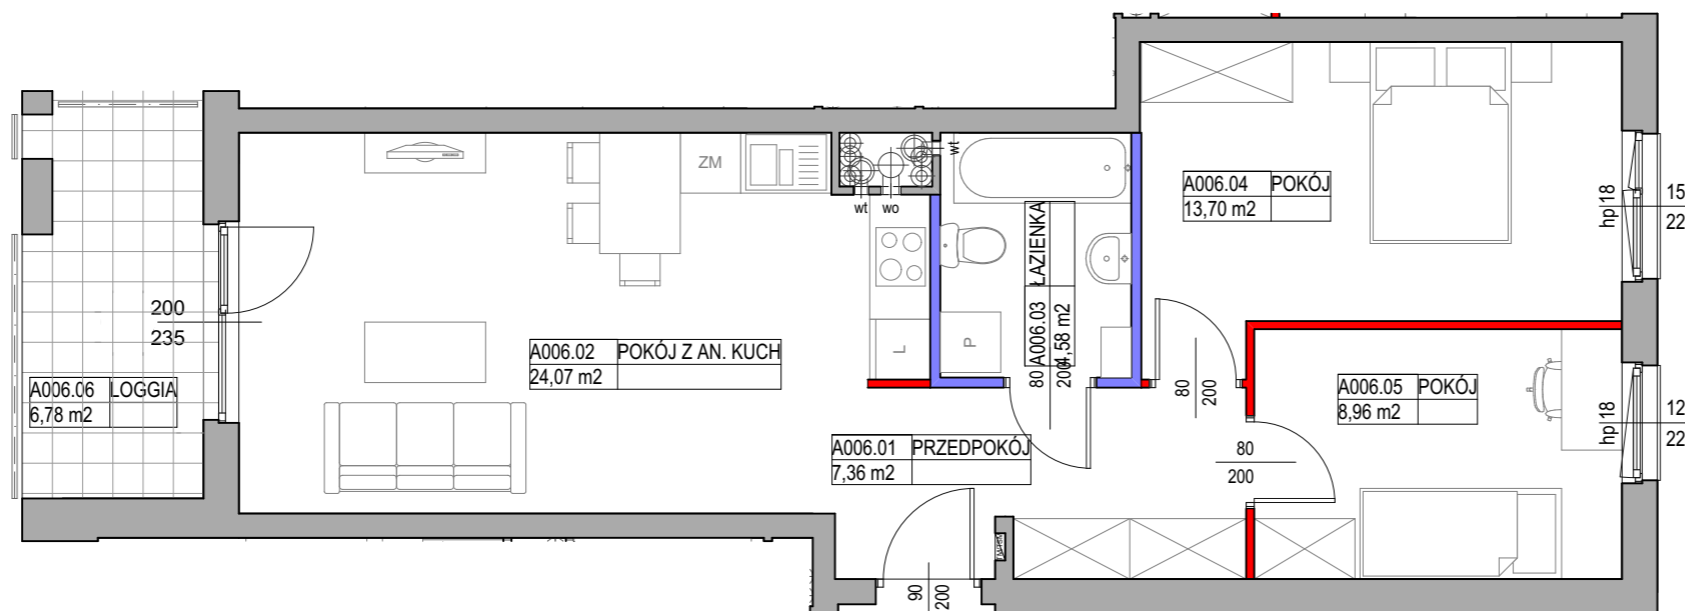 ZM
wt
wt
wo
A006.04 POKÓJ
13,70 m2
hp18
15
22
A006.03 ŁAZIENKA
4,58 m2
200
235
A006.02 POKÓJ Z AN. KUCH
24,07 m2
L
P
80
200
80
200
A006.06 LOGGIA
6,78 m2
A006.05 POKÓJ
8,96 m2
hp18
12
22
A006.01 PRZEDPOKÓJ
7,36 m2
80
200
90
200